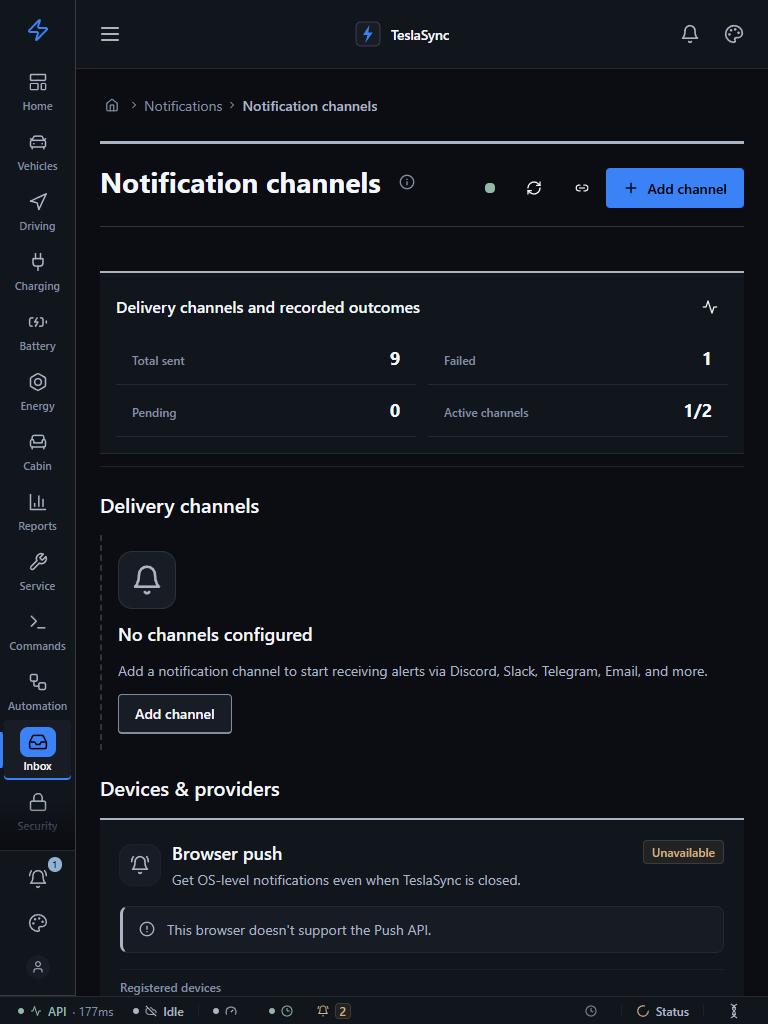 TeslaSync
Home
Vehicles
Driving
Charging
Battery
Energy
Cabin
Reports
Service
Commands
Automation
Inbox
Security
1
Notifications
Notification channels
Notification channels
Add channel
Delivery channels and recorded outcomes
Total sent 9
Failed 1
Pending 0
Active channels 1/2
Delivery channels
No channels configured
Add a notification channel to start receiving alerts via Discord, Slack, Telegram, Email, and more.
Add channel
Devices & providers
Browser push
Unavailable
Get OS-level notifications even when TeslaSync is closed.
This browser doesn't support the Push API.
Registered devices
API · 177ms
Idle
2
Status